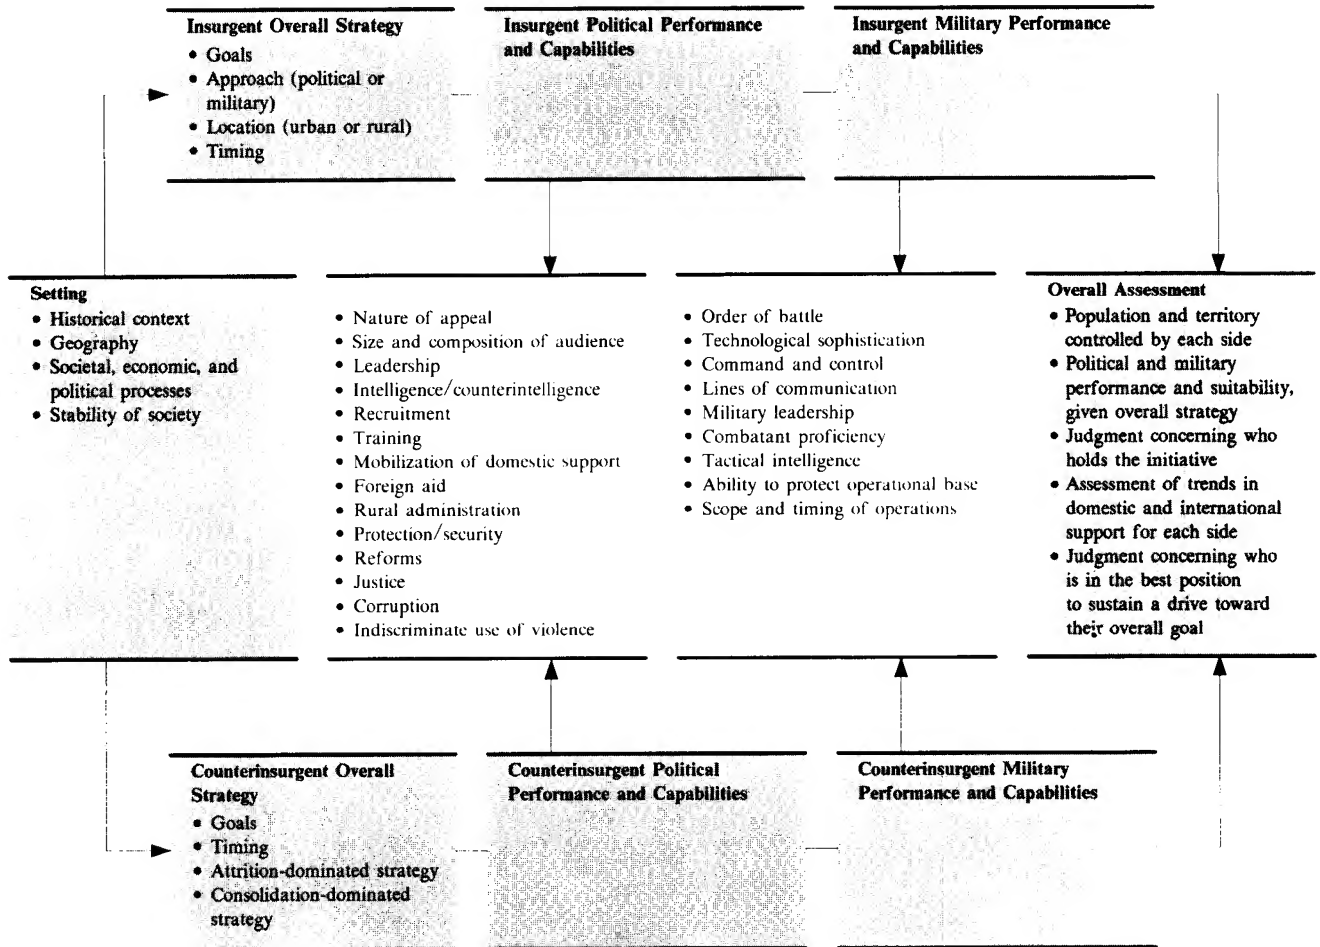 Insurgent Overall Strategy
• Goals
• Approach (political or
military)
• Location (urban or rural)
• Timing
Insurgent Political Performance
and Capabilities
Insurgent Military Performance
and Capabilities
Setting
• Historical context
• Geography
• Societal, economic, and
political processes
• Stability of society
• Nature of appeal
• Size and composition of audience
• Leadership
• Intelligence/counterintelligence
• Recruitment
• Training
• Mobilization of domestic support
• Foreign aid
• Rural administration
• Protection/security
• Reforms
• Justice
• Corruption
• Indiscriminate use of violence
• Order of battle
• Technological sophistication
• Command and control
• Lines of communication
• Military leadership
• Combatant proficiency
• Tactical intelligence
• Ability to protect operational base
• Scope and timing of operations
Overall Assessment
• Population and territory
controlled by each side
• Political and military
performance and suitability,
given overall strategy
• Judgment concerning who
holds the initiative
• Assessment of trends in
domestic and international
support for each side
• Judgment concerning who
is in the best position
to sustain a drive toward
their overall goal
Counterinsurgent Overall
Strategy
• Goals
• Timing
• Attrition-dominated strategy
• Consolidation-dominated
strategy
Counterinsurgent Political
Performance and Capabilities
Counterinsurgent Military
Performance and Capabilities